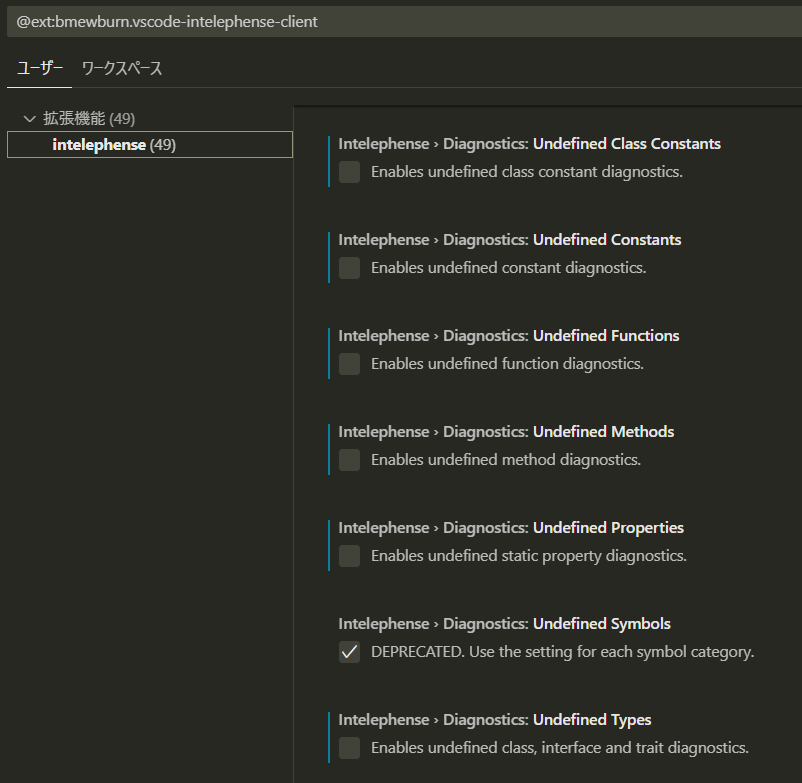 @ext:bmewburn.vscode-intelephense-client
ユーザー ワークスペース
拡張機能 (49)
intelephense (49)
Intelephense › Diagnostics: Undefined Class Constants
Enables undefined class constant diagnostics.
Intelephense › Diagnostics: Undefined Constants
Enables undefined constant diagnostics.
Intelephense › Diagnostics: Undefined Functions
Enables undefined function diagnostics.
Intelephense › Diagnostics: Undefined Methods
Enables undefined method diagnostics.
Intelephense › Diagnostics: Undefined Properties
Enables undefined static property diagnostics.
Intelephense › Diagnostics: Undefined Symbols
DEPRECATED. Use the setting for each symbol category.
Intelephense › Diagnostics: Undefined Types
Enables undefined class, interface and trait diagnostics.